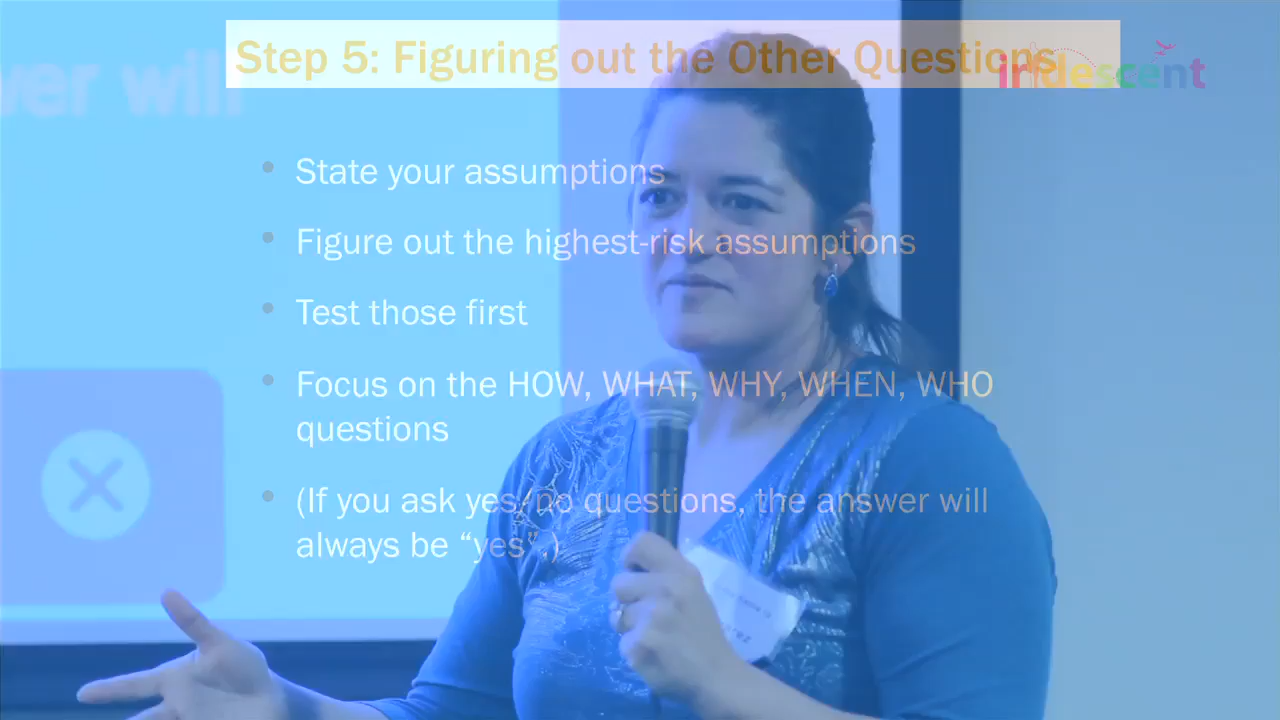 Step 5: Figuring out the Other Questions
iridescent
wer will
State your assumptions
Figure out the highest-risk assumptions
Test those first
Focus on the HOW, WHAT, WHY, WHEN, WHO
questions
(If you ask yes/no questions, the answer will
always be “yes”.)